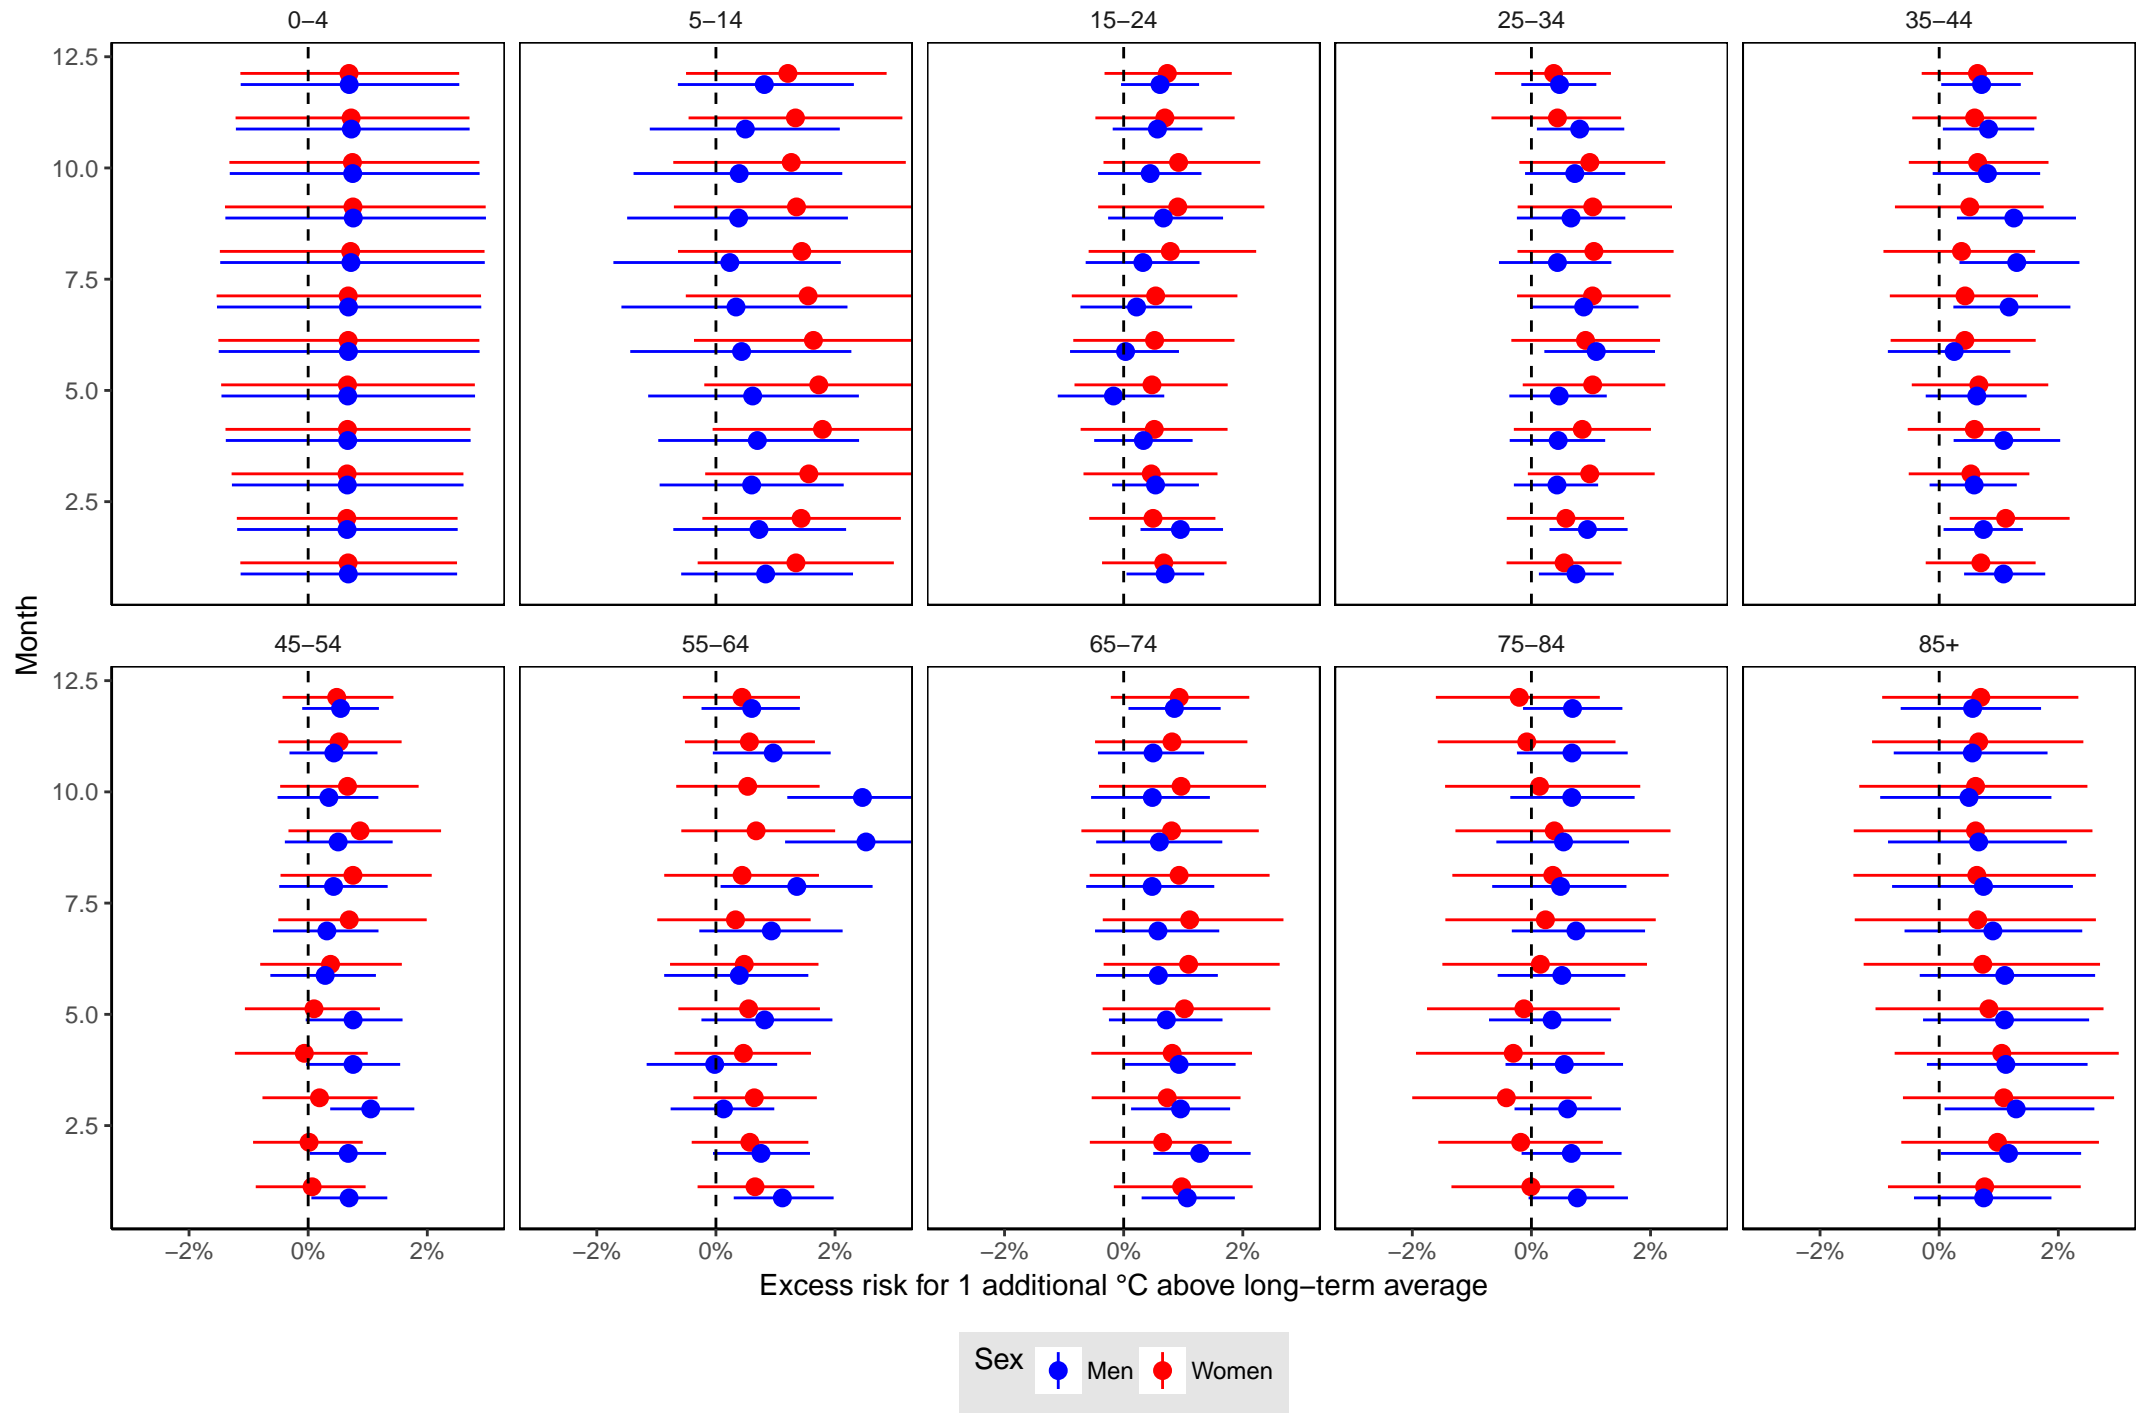 0−4 5−14 15−24 25−34 35−44
12.5
10.0
7.5
5.0
2.5
Month
45−54 55−64 65−74 75−84 85+
12.5
10.0
7.5
5.0
2.5
−2% 0% 2% −2% 0% 2% −2% 0% 2% −2% 0% 2% −2% 0% 2%
Excess risk for 1 additional °C above long−term average
Sex Men Women